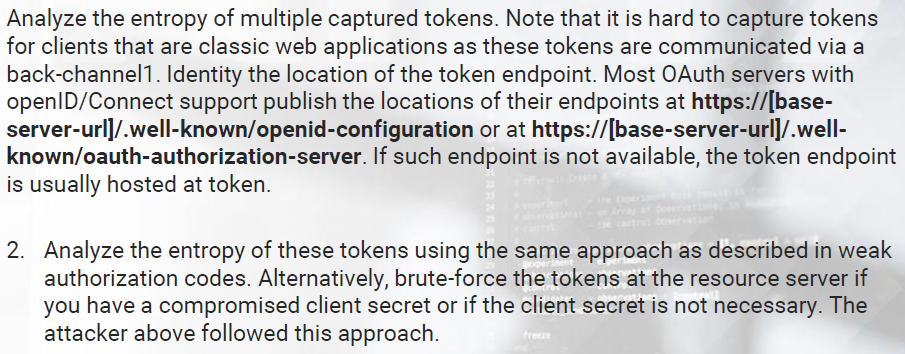 Analyze the entropy of multiple captured tokens. Note that it is hard to capture tokens
for clients that are classic web applications as these tokens are communicated via a
back-channel1. Identity the location of the token endpoint. Most OAuth servers with
openID/Connect support publish the locations of their endpoints at https://[base-
server-url]/.well-known/openid-configuration or at https://[base-server-url]/.well-
known/oauth-authorization-server. If such endpoint is not available, the token endpoint
is usually hosted at token.
2. Analyze the entropy of these tokens using the same approach as described in weak
authorization codes. Alternatively, brute-force the tokens at the resource server if
you have a compromised client secret or if the client secret is not necessary. The
attacker above followed this approach.
freeze